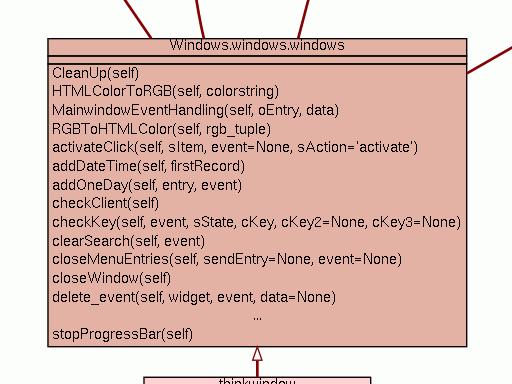 Windows.windows.windows
CleanUp(self)
HTMLColorToRGB(self, colorstring)
MainwindowEventHandling(self, oEntry, data)
RGBToHTMLColor(self, rgb_tuple)
activateClick(self, sItem, event=None, sAction='activate')
addDateTime(self, firstRecord)
addOneDay(self, entry, event)
checkClient(self)
checkKey(self, event, sState, cKey, cKey2=None, cKey3=None)
clearSearch(self, event)
closeMenuEntries(self, sendEntry=None, event=None)
closeWindow(self)
delete_event(self, widget, event, data=None)
...
stopProgressBar(self)
thinkwindow